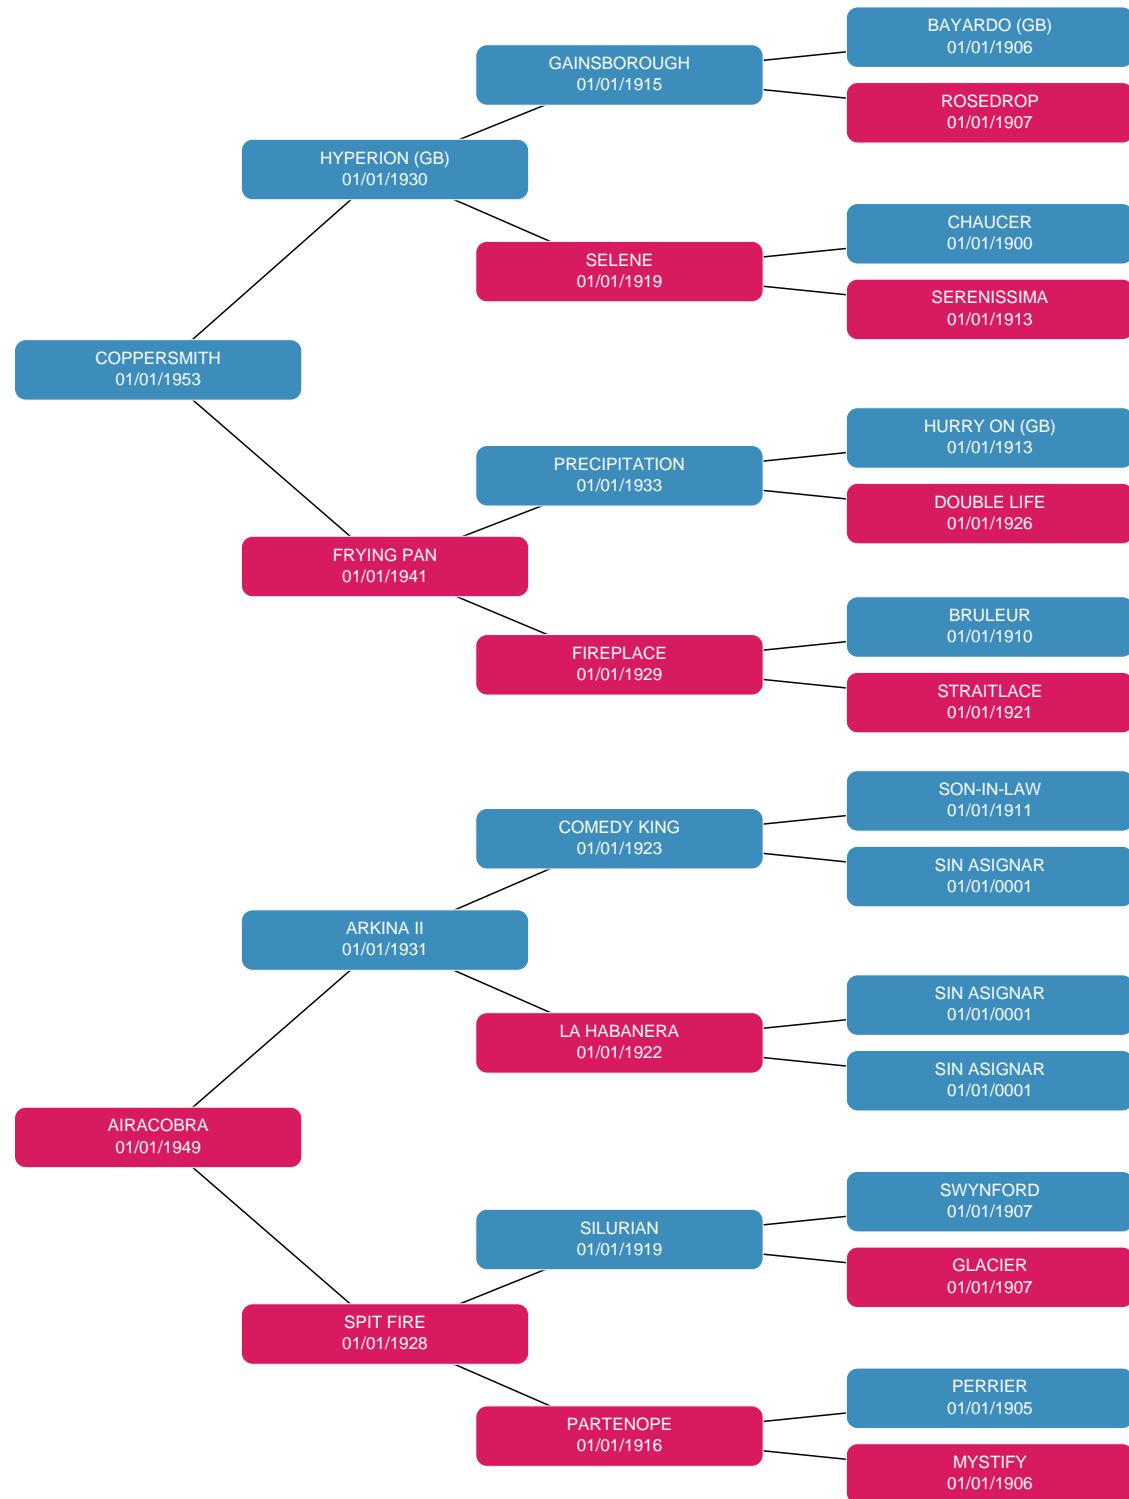 BAYARDO (GB)
01/01/1906
GAINSBOROUGH
01/01/1915
ROSEDROP
01/01/1907
HYPERION (GB)
01/01/1930
CHAUCER
01/01/1900
SELENE
01/01/1919
SERENISSIMA
01/01/1913
COPPERSMITH
01/01/1953
HURRY ON (GB)
01/01/1913
PRECIPITATION
01/01/1933
DOUBLE LIFE
01/01/1926
FRYING PAN
01/01/1941
BRULEUR
01/01/1910
FIREPLACE
01/01/1929
STRAITLACE
01/01/1921
SON-IN-LAW
01/01/1911
COMEDY KING
01/01/1923
SIN ASIGNAR
01/01/0001
ARKINA II
01/01/1931
SIN ASIGNAR
01/01/0001
LA HABANERA
01/01/1922
SIN ASIGNAR
01/01/0001
AIRACOBRA
01/01/1949
SWYNFORD
01/01/1907
SILURIAN
01/01/1919
GLACIER
01/01/1907
SPIT FIRE
01/01/1928
PERRIER
01/01/1905
PARTENOPE
01/01/1916
MYSTIFY
01/01/1906